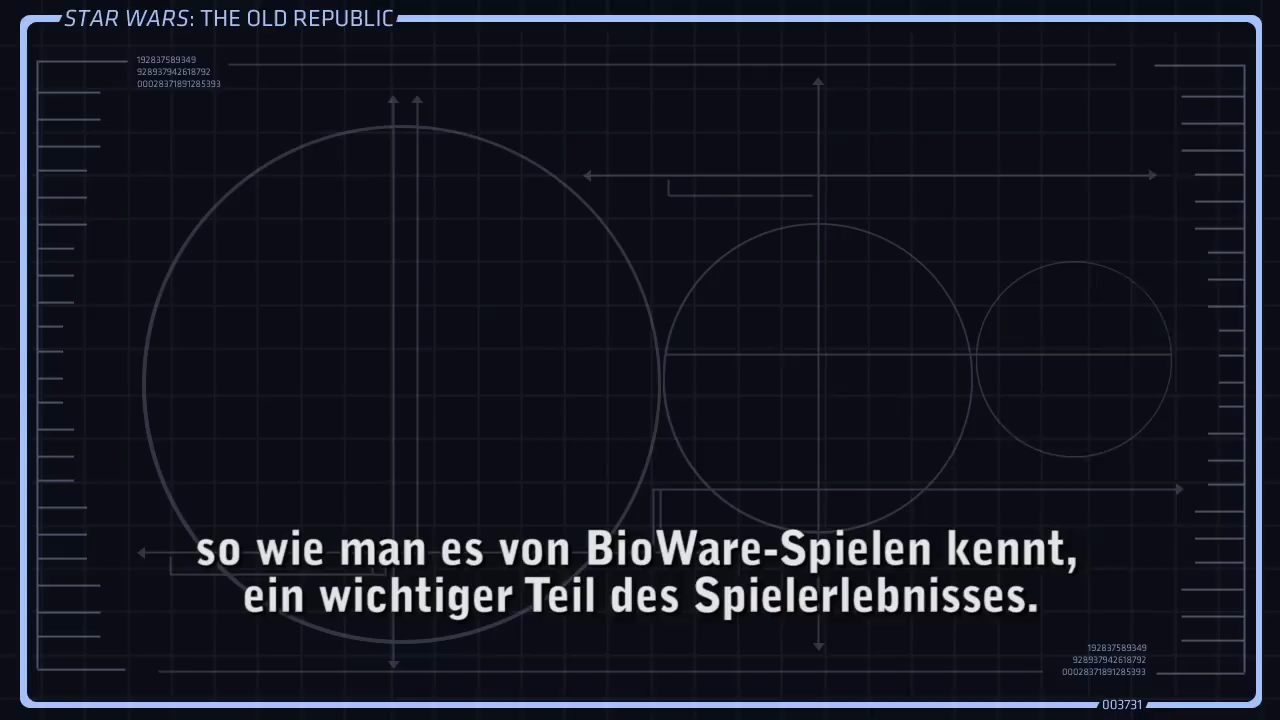 STAR WARS: THE OLD REPUBLIC
192837589349
928937942618792
00028371891285393
so wie man es von BioWare-Spielen kennt,
ein wichtiger Teil des Spielerlebnisses.
192837589349
928937942618792
00028371891285393
003731